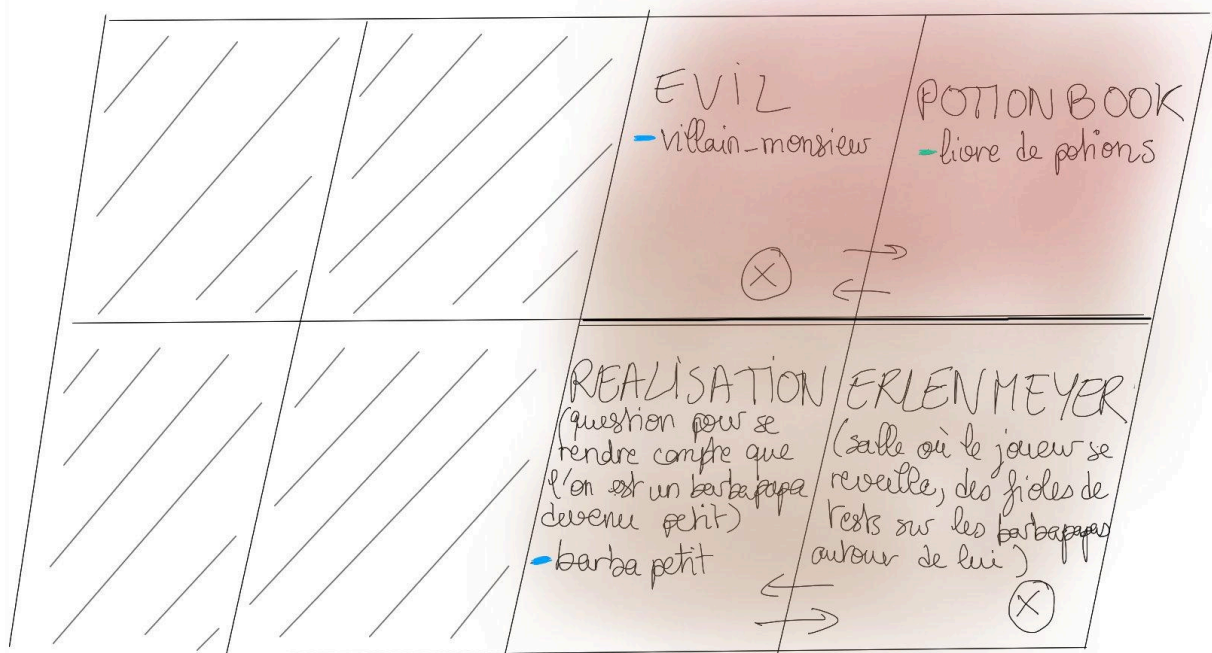 EVIL
- villain-monsieur
POTION BOOK
- livre de potions
REALISATION
(question pour se
rendre compte que
l'on est un barbapapa
devenu petit)
- barba petit
ERLENMEYER
(salle où le joueur se
reveille, des fioles de
tests sur les barbapapas
autour de lui)